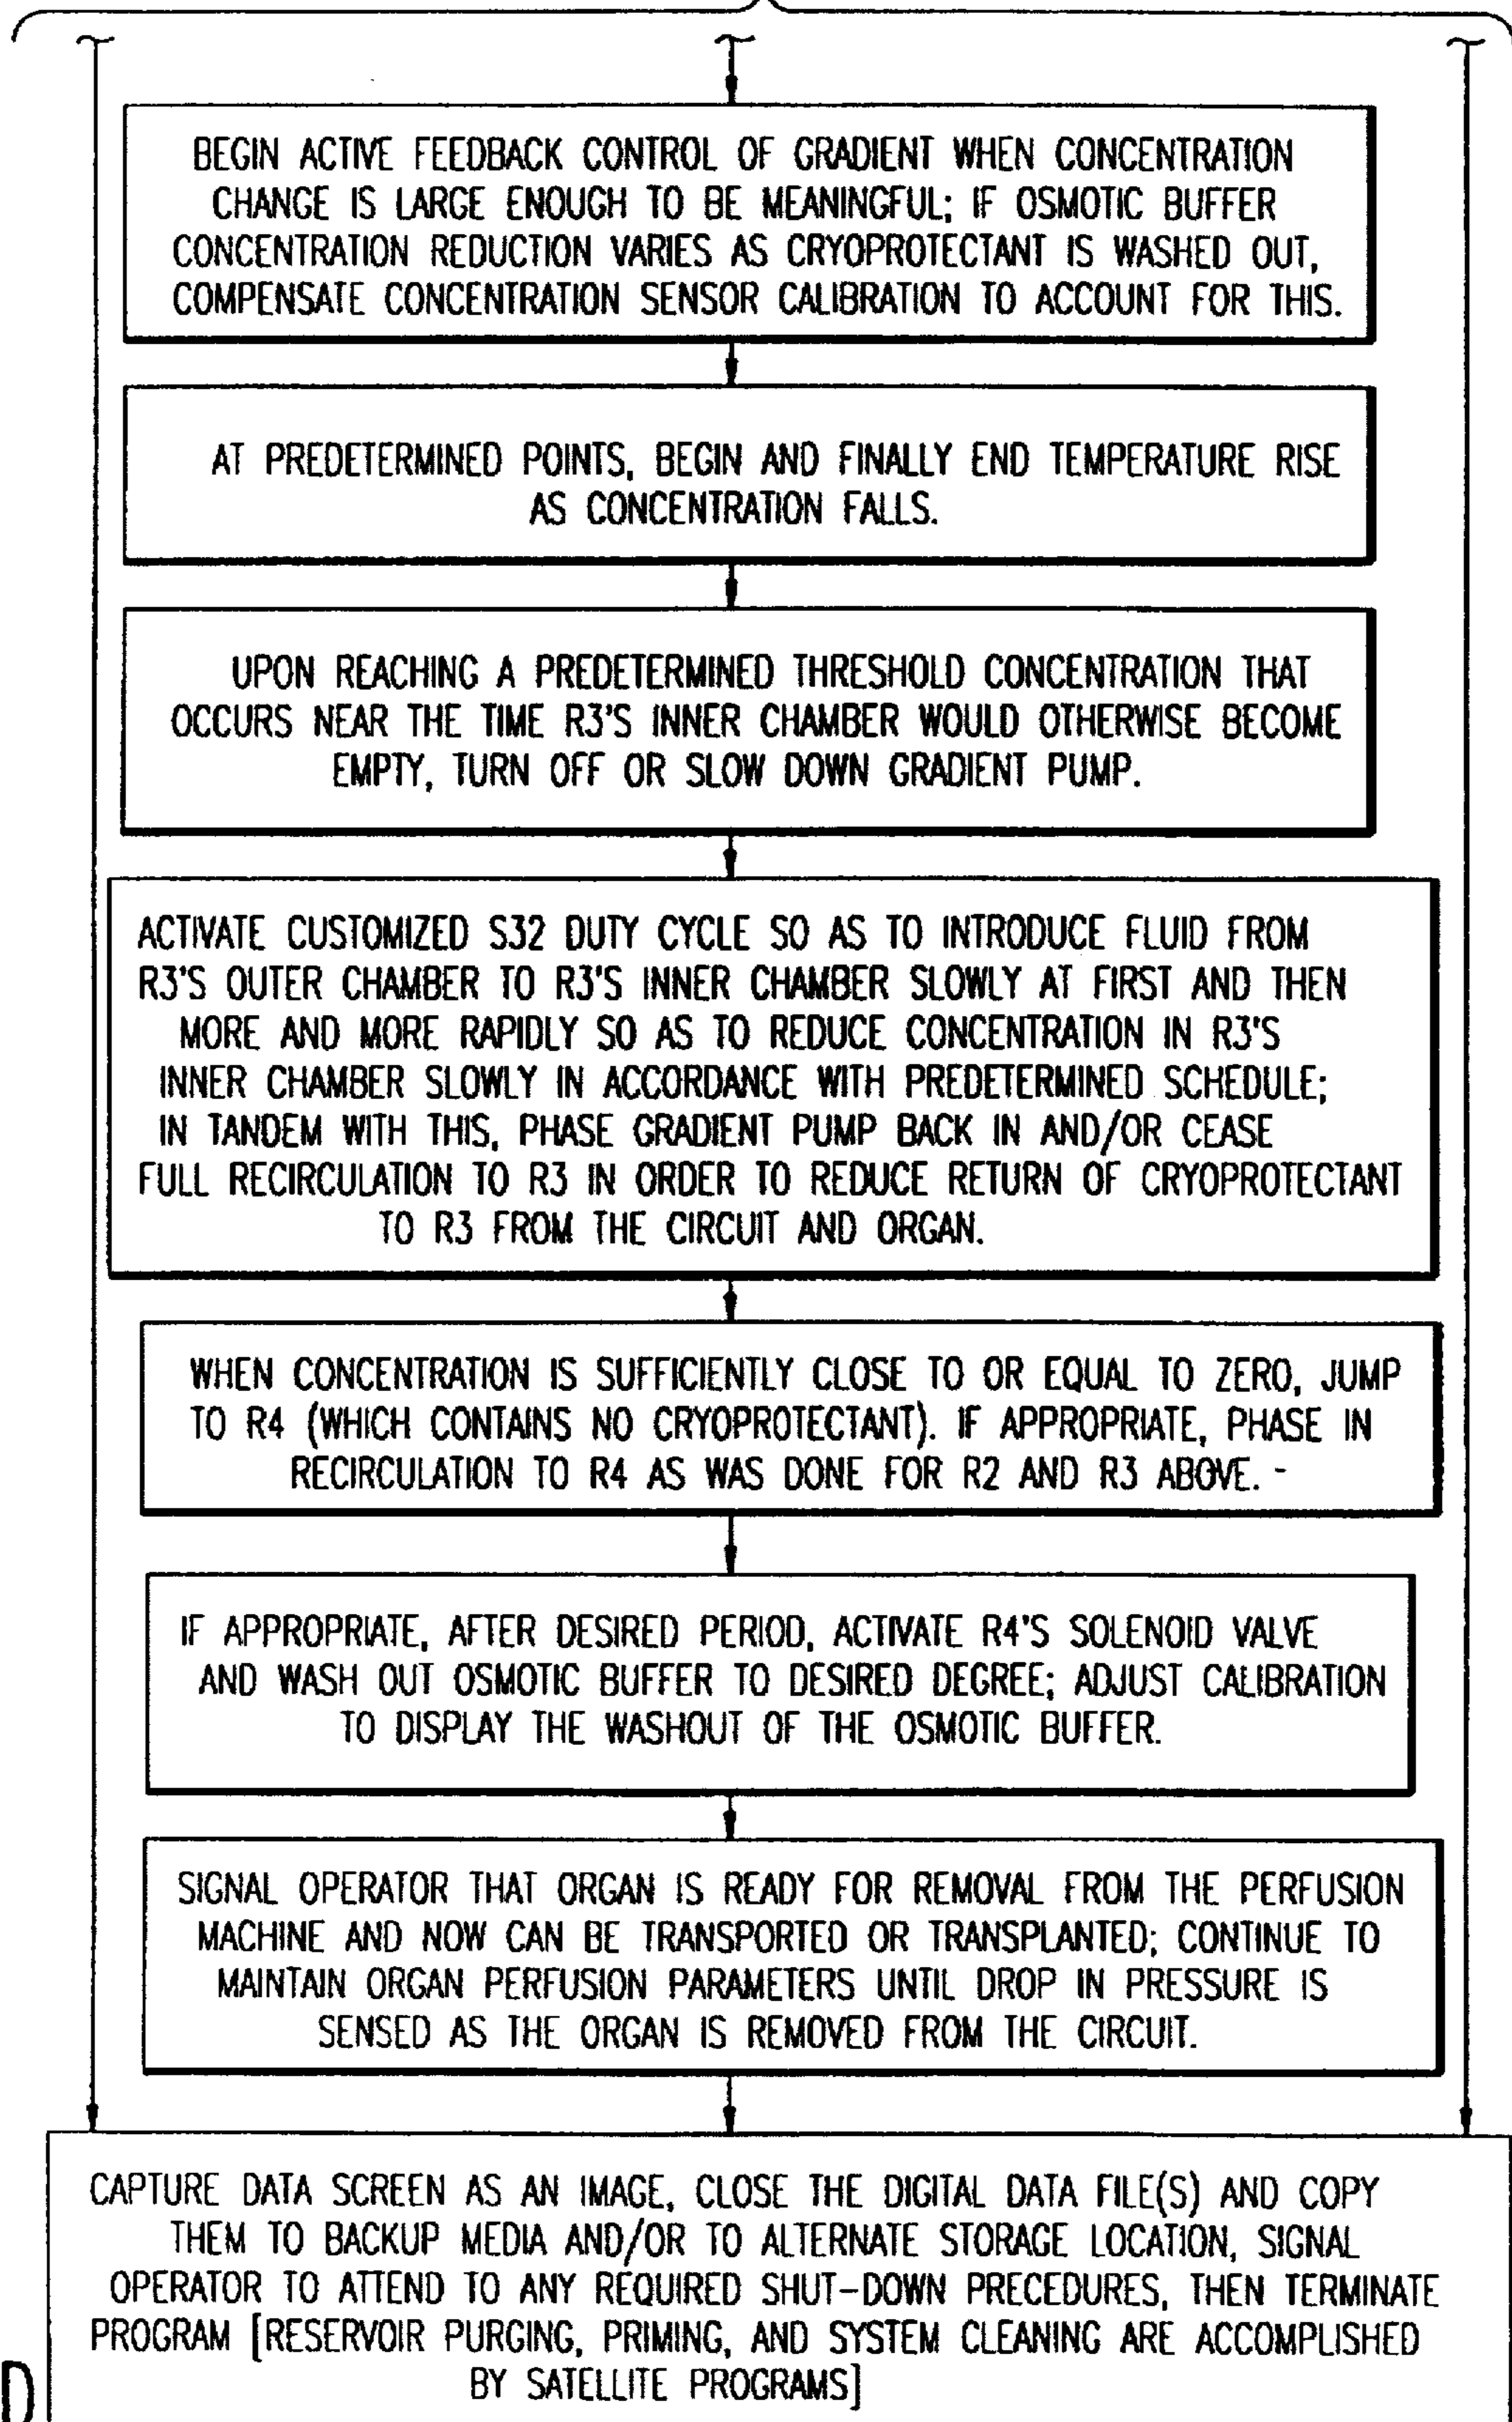 BEGIN ACTIVE FEEDBACK CONTROL OF GRADIENT WHEN CONCENTRATION
CHANGE IS LARGE ENOUGH TO BE MEANINGFUL; IF OSMOTIC BUFFER
CONCENTRATION REDUCTION VARIES AS CRYOPROTECTANT IS WASHED OUT,
COMPENSATE CONCENTRATION SENSOR CALIBRATION TO ACCOUNT FOR THIS.
AT PREDETERMINED POINTS, BEGIN AND FINALLY END TEMPERATURE RISE
AS CONCENTRATION FALLS.
UPON REACHING A PREDETERMINED THRESHOLD CONCENTRATION THAT
OCCURS NEAR THE TIME R3'S INNER CHAMBER WOULD OTHERWISE BECOME
EMPTY, TURN OFF OR SLOW DOWN GRADIENT PUMP.
ACTIVATE CUSTOMIZED S32 DUTY CYCLE SO AS TO INTRODUCE FLUID FROM
R3'S OUTER CHAMBER TO R3'S INNER CHAMBER SLOWLY AT FIRST AND THEN
MORE AND MORE RAPIDLY SO AS TO REDUCE CONCENTRATION IN R3'S
INNER CHAMBER SLOWLY IN ACCORDANCE WITH PREDETERMINED SCHEDULE;
IN TANDEM WITH THIS, PHASE GRADIENT PUMP BACK IN AND/OR CEASE
FULL RECIRCULATION TO R3 IN ORDER TO REDUCE RETURN OF CRYOPROTECTANT
TO R3 FROM THE CIRCUIT AND ORGAN.
WHEN CONCENTRATION IS SUFFICIENTLY CLOSE TO OR EQUAL TO ZERO, JUMP
TO R4 (WHICH CONTAINS NO CRYOPROTECTANT). IF APPROPRIATE, PHASE IN
RECIRCULATION TO R4 AS WAS DONE FOR R2 AND R3 ABOVE. -
IF APPROPRIATE, AFTER DESIRED PERIOD, ACTIVATE R4'S SOLENOID VALVE
AND WASH OUT OSMOTIC BUFFER TO DESIRED DEGREE; ADJUST CALIBRATION
TO DISPLAY THE WASHOUT OF THE OSMOTIC BUFFER.
SIGNAL OPERATOR THAT ORGAN IS READY FOR REMOVAL FROM THE PERFUSION
MACHINE AND NOW CAN BE TRANSPORTED OR TRANSPLANTED; CONTINUE TO
MAINTAIN ORGAN PERFUSION PARAMETERS UNTIL DROP IN PRESSURE IS
SENSED AS THE ORGAN IS REMOVED FROM THE CIRCUIT.
CAPTURE DATA SCREEN AS AN IMAGE, CLOSE THE DIGITAL DATA FILE(S) AND COPY
THEM TO BACKUP MEDIA AND/OR TO ALTERNATE STORAGE LOCATION, SIGNAL
OPERATOR TO ATTEND TO ANY REQUIRED SHUT-DOWN PRECEDURES, THEN TERMINATE
PROGRAM [RESERVOIR PURGING, PRIMING, AND SYSTEM CLEANING ARE ACCOMPLISHED
BY SATELLITE PROGRAMS]
D